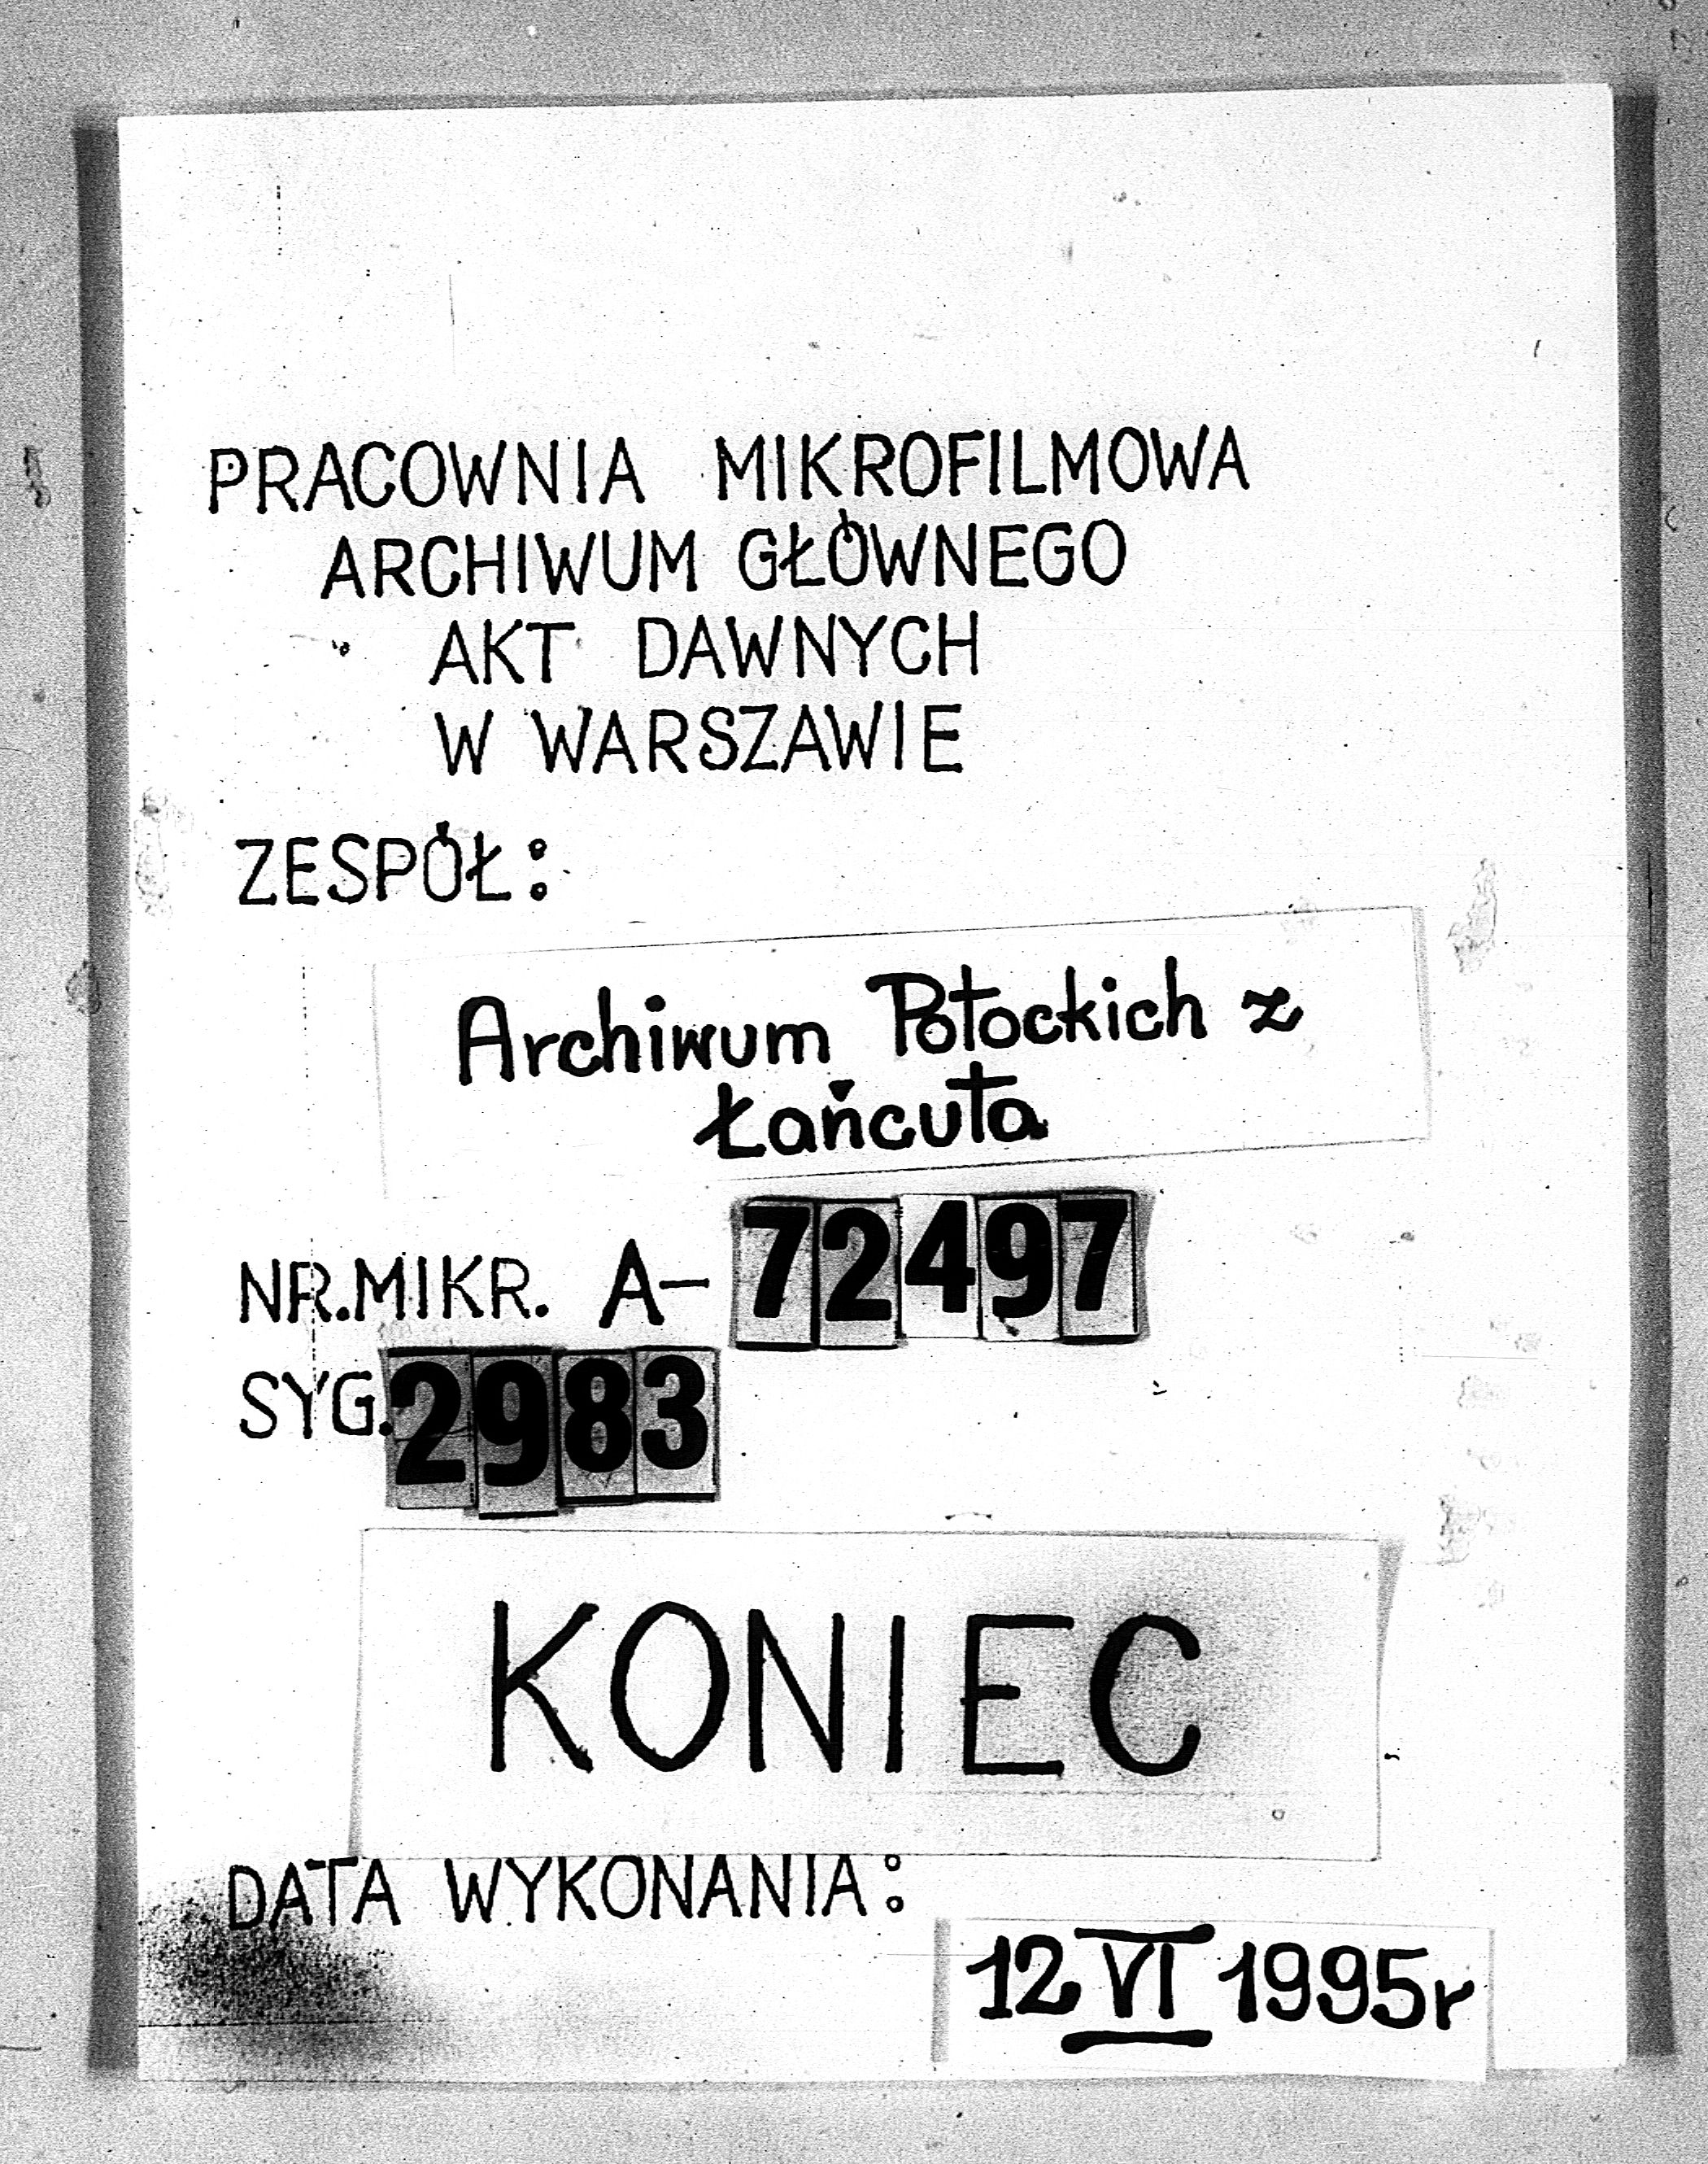 PRACOWNIA MIKROFILMOWA
ARCHIWUM GŁÓWNEGO
AKT DAWNYCH
W WARSZAWIE
ZESPÓŁ:
Archiwum Potockich z
Łańcuta
NR.MIKR. A- 72497
SYG. 2983
KONIEC
DATA WYKONANIA:
12 VI 1995r